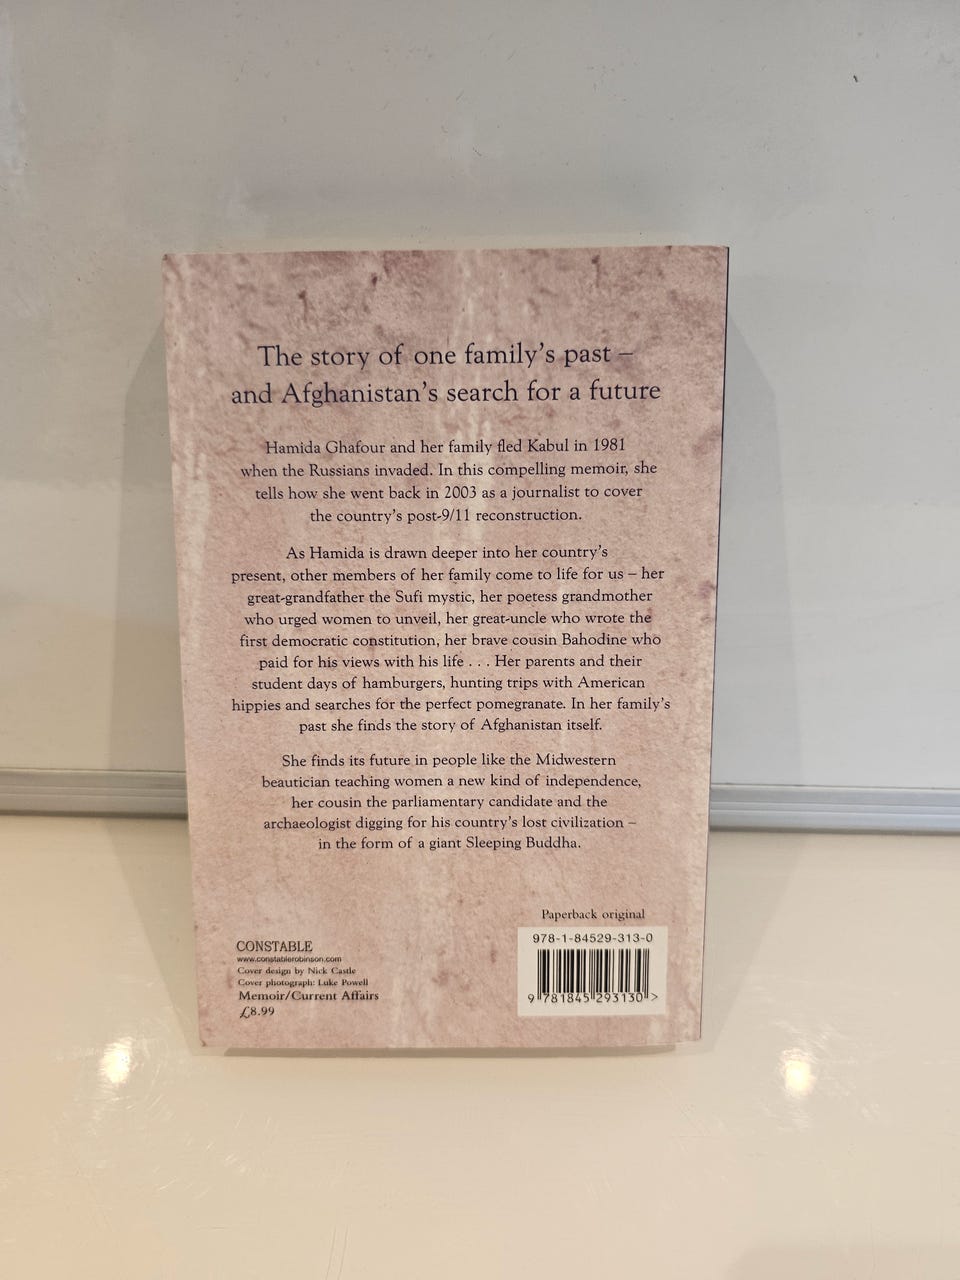 The story of one family's past –
and Afghanistan's search for a future
Hamida Ghafour and her family fled Kabul in 1981
when the Russians invaded. In this compelling memoir, she
tells how she went back in 2003 as a journalist to cover
the country's post-9/11 reconstruction.
As Hamida is drawn deeper into her country's
present, other members of her family come to life for us – her
great-grandfather the Sufi mystic, her poetess grandmother
who urged women to unveil, her great-uncle who wrote the
first democratic constitution, her brave cousin Bahodine who
paid for his views with his life . . . Her parents and their
student days of hamburgers, hunting trips with American
hippies and searches for the perfect pomegranate. In her family's
past she finds the story of Afghanistan itself.
She finds its future in people like the Midwestern
beautician teaching women a new kind of independence,
her cousin the parliamentary candidate and the
archaeologist digging for his country's lost civilization –
in the form of a giant Sleeping Buddha.
Paperback original
978-1-84529-313-0
9 781845 293130 >
CONSTABLE
www.constablerobinson.com
Cover design by Nick Castle
Cover photograph: Luke Powell
Memoir/Current Affairs
£8.99